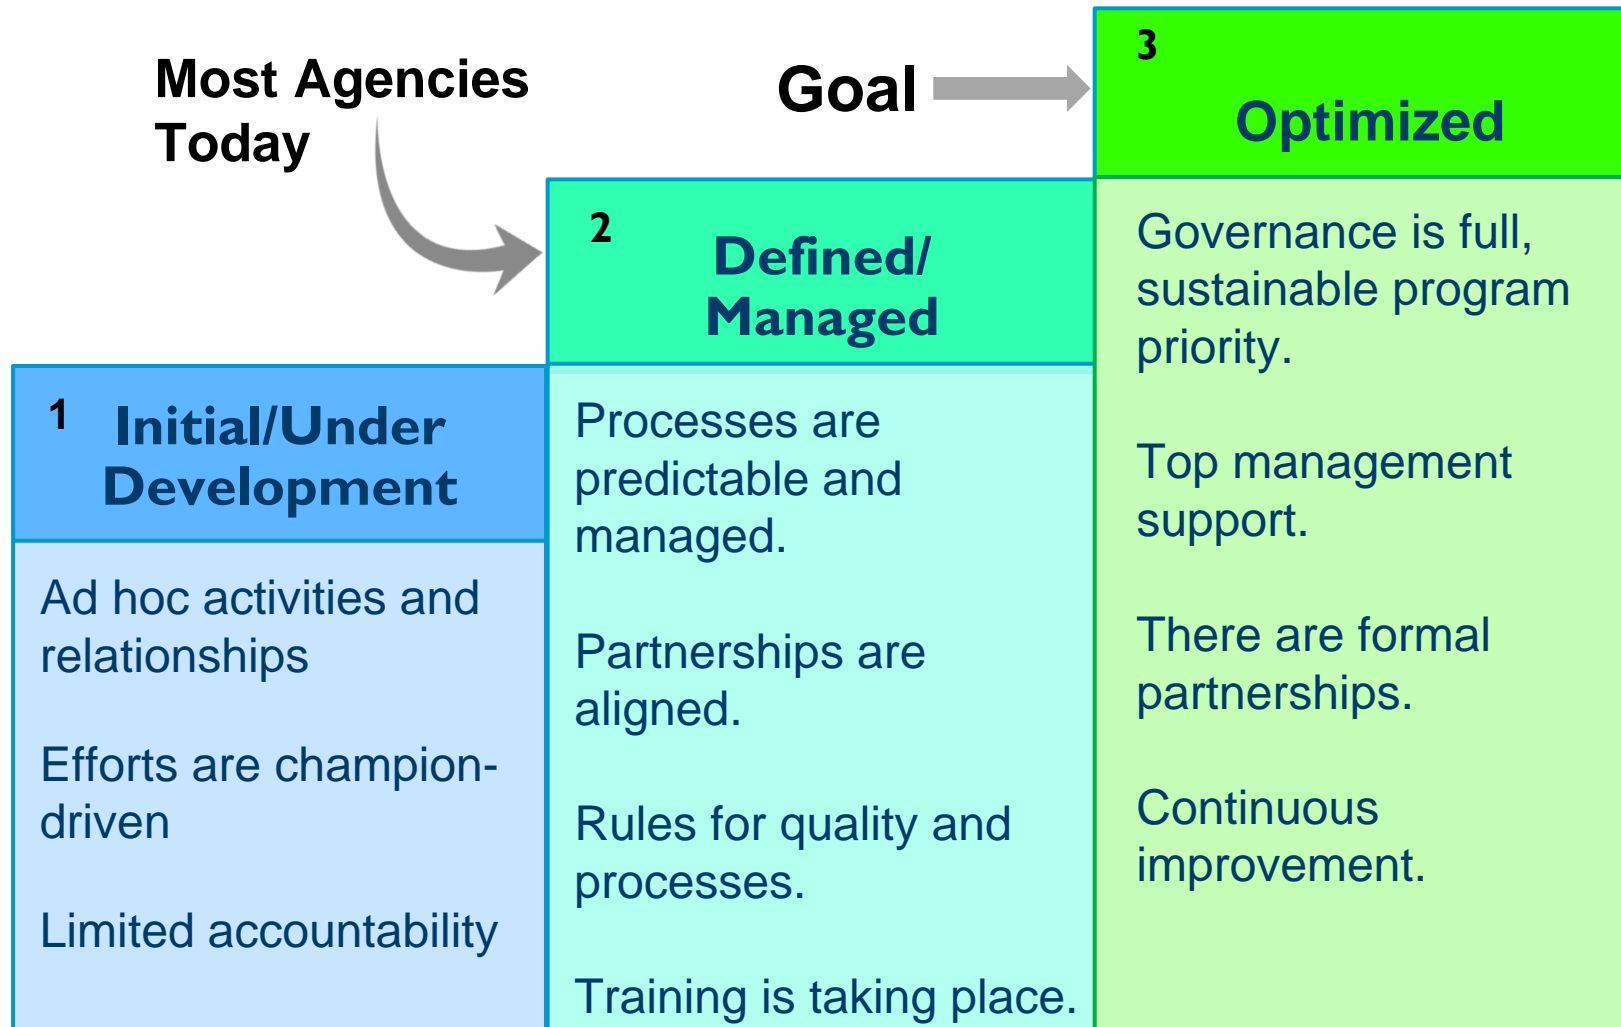 Most Agencies
Today
Goal
1
Initial/Under
Development
Ad hoc activities and
relationships
Efforts are champion-
driven
Limited accountability
2
Defined/
Managed
Processes are
predictable and
managed.
Partnerships are
aligned.
Rules for quality and
processes.
Training is taking place.
3
Optimized
Governance is full,
sustainable program
priority.
Top management
support.
There are formal
partnerships.
Continuous
improvement.